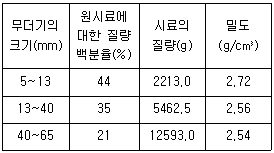 무더기의 원시료에 시료의 밀도
크기(mm) 대한 질량 질량(g) (g/cm³)
백분율(%)
5~13 44 2213.0 2.72
13~40 35 5462.5 2.56
40~65 21 12593.0 2.54